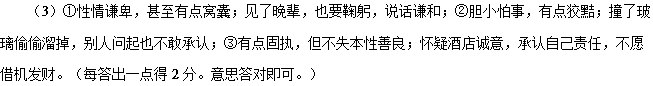 （3）①性情谦卑，甚至有点窝囊；见了晚辈，也要鞠躬，说话谦和；②胆小怕事，有点狡黠；撞了玻
璃偷偷溜掉，别人问起也不敢承认；③有点固执，但不失本性善良；怀疑酒店诚意，承认自己责任，不愿
借机发财。（每答出一点得 2 分。意思答对即可。）